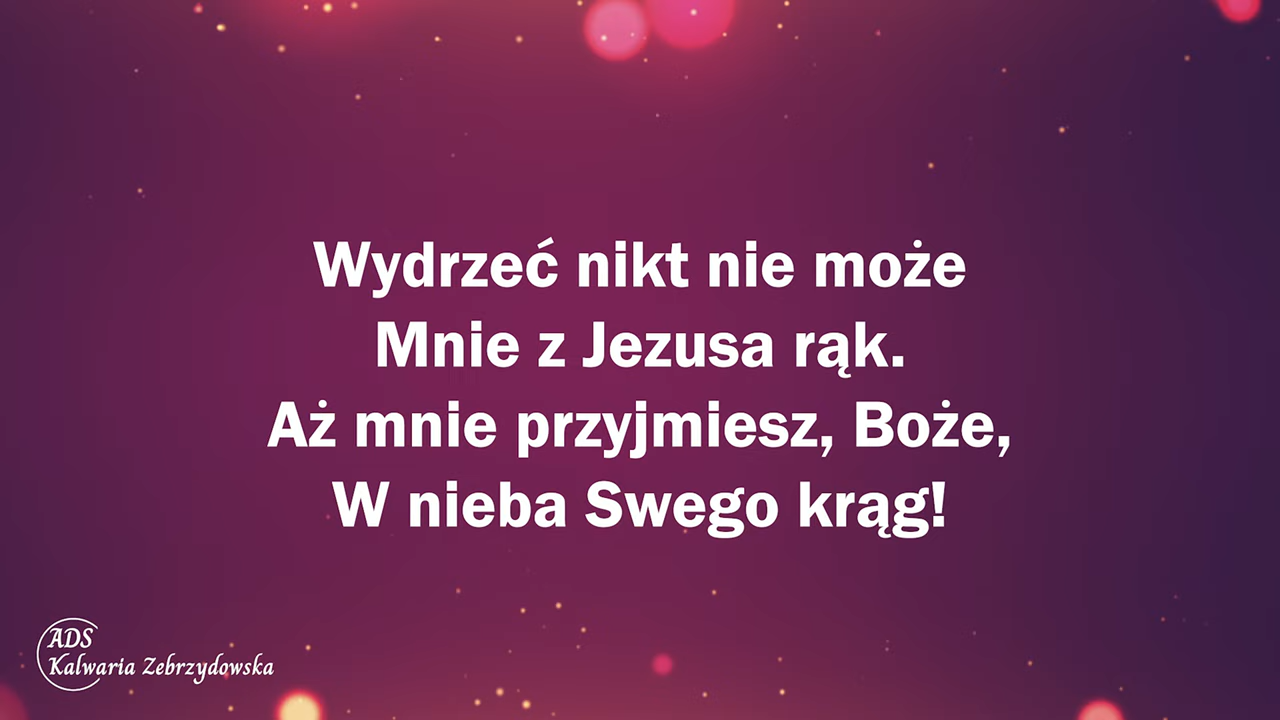 Wydrzeć nikt nie może
Mnie z Jezusa rąk.
Aż mnie przyjmiesz, Boże,
W nieba Swego krąg!
ADS
Kalwaria Zebrzydowska